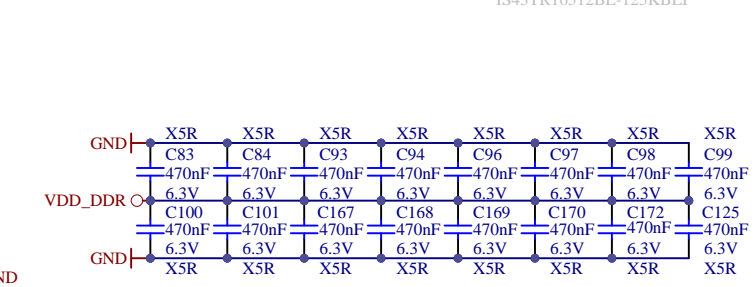 IS43TR16512BL-125KBLI
X5R X5R X5R X5R X5R X5R X5R X5R
GND
C83 C84 C93 C94 C96 C97 C98 C99
470nF 470nF 470nF 470nF 470nF 470nF 470nF 470nF
6.3V 6.3V 6.3V 6.3V 6.3V 6.3V 6.3V 6.3V
VDD_DDR
C100 C101 C167 C168 C169 C170 C172 C125
470nF 470nF 470nF 470nF 470nF 470nF 470nF 470nF
6.3V 6.3V 6.3V 6.3V 6.3V 6.3V 6.3V 6.3V
GND
X5R X5R X5R X5R X5R X5R X5R X5R
ND